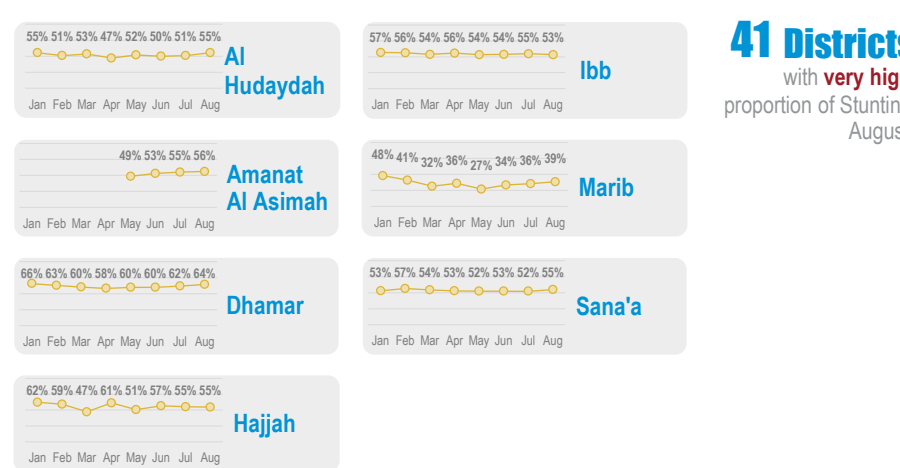 55% 51% 53% 47% 52% 50% 51% 55%
Al
Hudaydah
Jan Feb Mar Apr May Jun Jul Aug
49% 53% 55% 56%
Amanat
Al Asimah
Jan Feb Mar Apr May Jun Jul Aug
66% 63% 60% 58% 60% 60% 62% 64%
Dhamar
Jan Feb Mar Apr May Jun Jul Aug
62% 59% 47% 61% 51% 57% 55% 55%
Hajjah
Jan Feb Mar Apr May Jun Jul Aug
57% 56% 54% 56% 54% 54% 55% 53%
Ibb
Jan Feb Mar Apr May Jun Jul Aug
48% 41% 32% 36% 27% 34% 36% 39%
Marib
Jan Feb Mar Apr May Jun Jul Aug
53% 57% 54% 53% 52% 53% 52% 55%
Sana'a
Jan Feb Mar Apr May Jun Jul Aug
41 Districts
with very hig
proportion of Stuntin
Augus